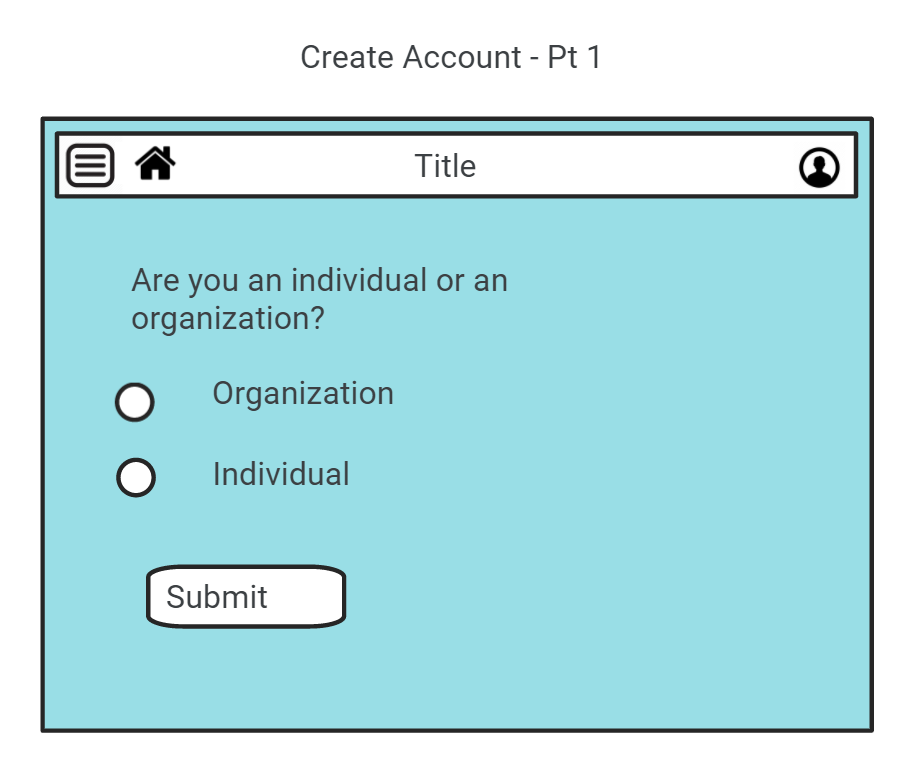 Create Account - Pt 1
Title
Are you an individual or an
organization?
Organization
Individual
Submit